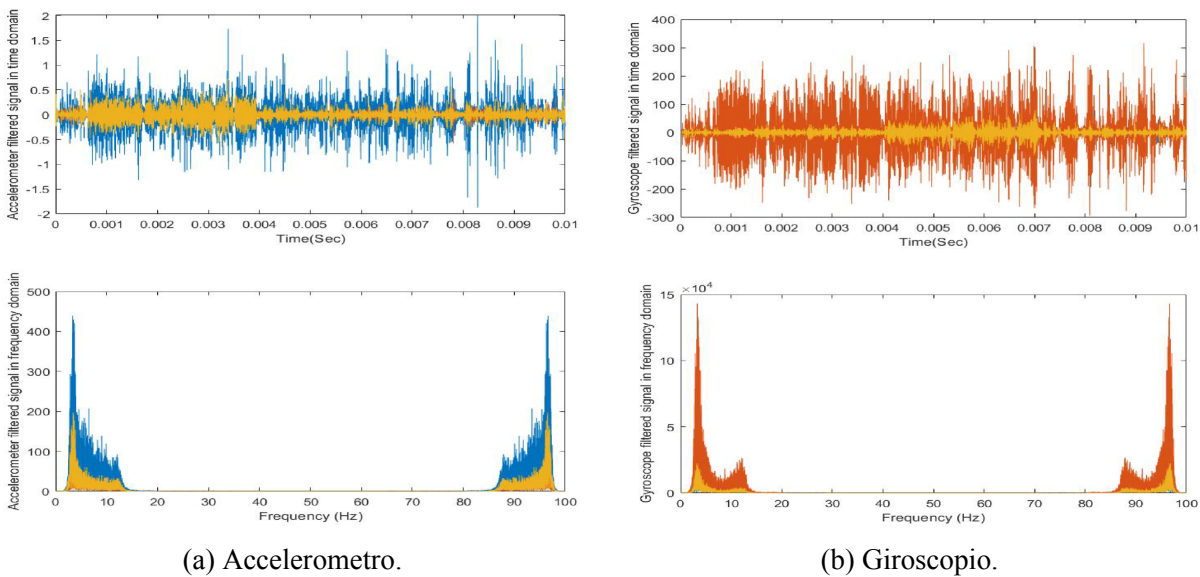 Accelerometer filtered signal in time domain
2
1.5
1
0.5
0
-0.5
-1
-1.5
-2
0 0.001 0.002 0.003 0.004 0.005 0.006 0.007 0.008 0.009 0.01
Time(Sec)
Gyroscope filtered signal in time domain
400
300
200
100
0
-100
-200
-300
0 0.001 0.002 0.003 0.004 0.005 0.006 0.007 0.008 0.009 0.01
Time(Sec)
Accelerometer filtered signal in frequency domain
500
400
300
200
100
0
0 10 20 30 40 50 60 70 80 90 100
Frequency (Hz)
Gyroscope filtered signal in frequency domain
×10⁴
15
10
5
0
0 10 20 30 40 50 60 70 80 90 100
Frequency (Hz)
(a) Accelerometro.
(b) Giroscopio.